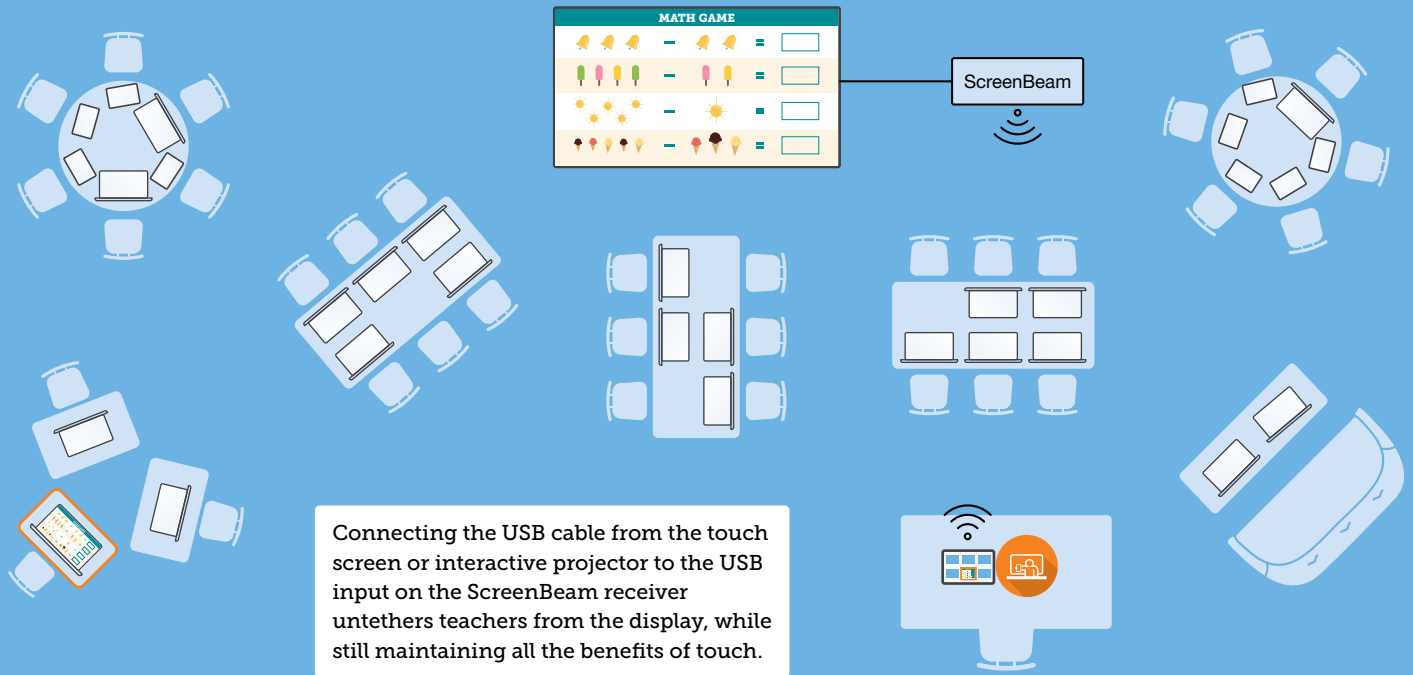 MATH GAME
ScreenBeam
Connecting the USB cable from the touch
screen or interactive projector to the USB
input on the ScreenBeam receiver
untethers teachers from the display, while
still maintaining all the benefits of touch.